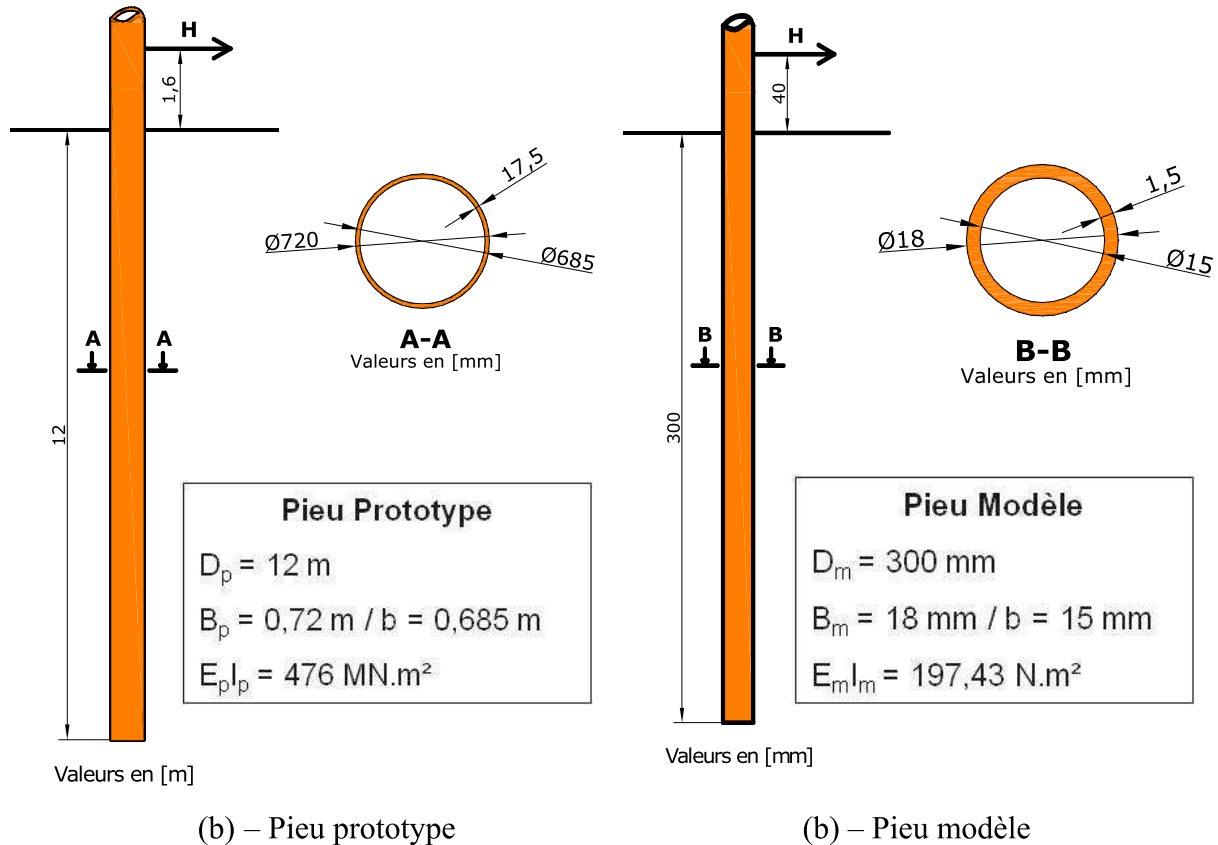 H
1,6
12
17,5
Ø720
Ø685
A-A
Valeurs en [mm]
A A
Pieu Prototype
Dp = 12 m
Bp = 0,72 m / b = 0,685 m
EpIp = 476 MN.m²
Valeurs en [m]
(b) – Pieu prototype
H
40
300
1,5
Ø18
Ø15
B-B
Valeurs en [mm]
B B
Pieu Modèle
Dm = 300 mm
Bm = 18 mm / b = 15 mm
EmIm = 197,43 N.m²
Valeurs en [mm]
(b) – Pieu modèle